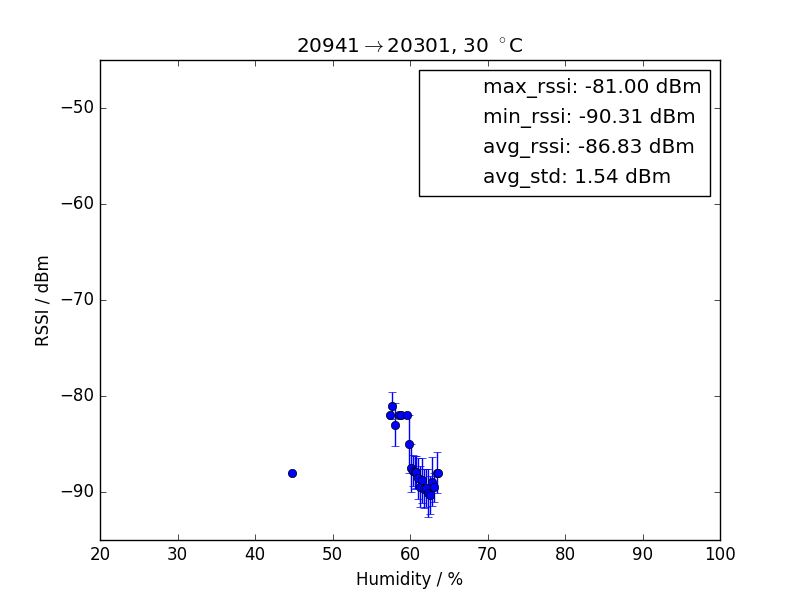 20941→20301, 30 °C
max_rssi: -81.00 dBm
min_rssi: -90.31 dBm
avg_rssi: -86.83 dBm
avg_std: 1.54 dBm
−50
−60
−70
−80
−90
RSSI / dBm
20 30 40 50 60 70 80 90 100
Humidity / %